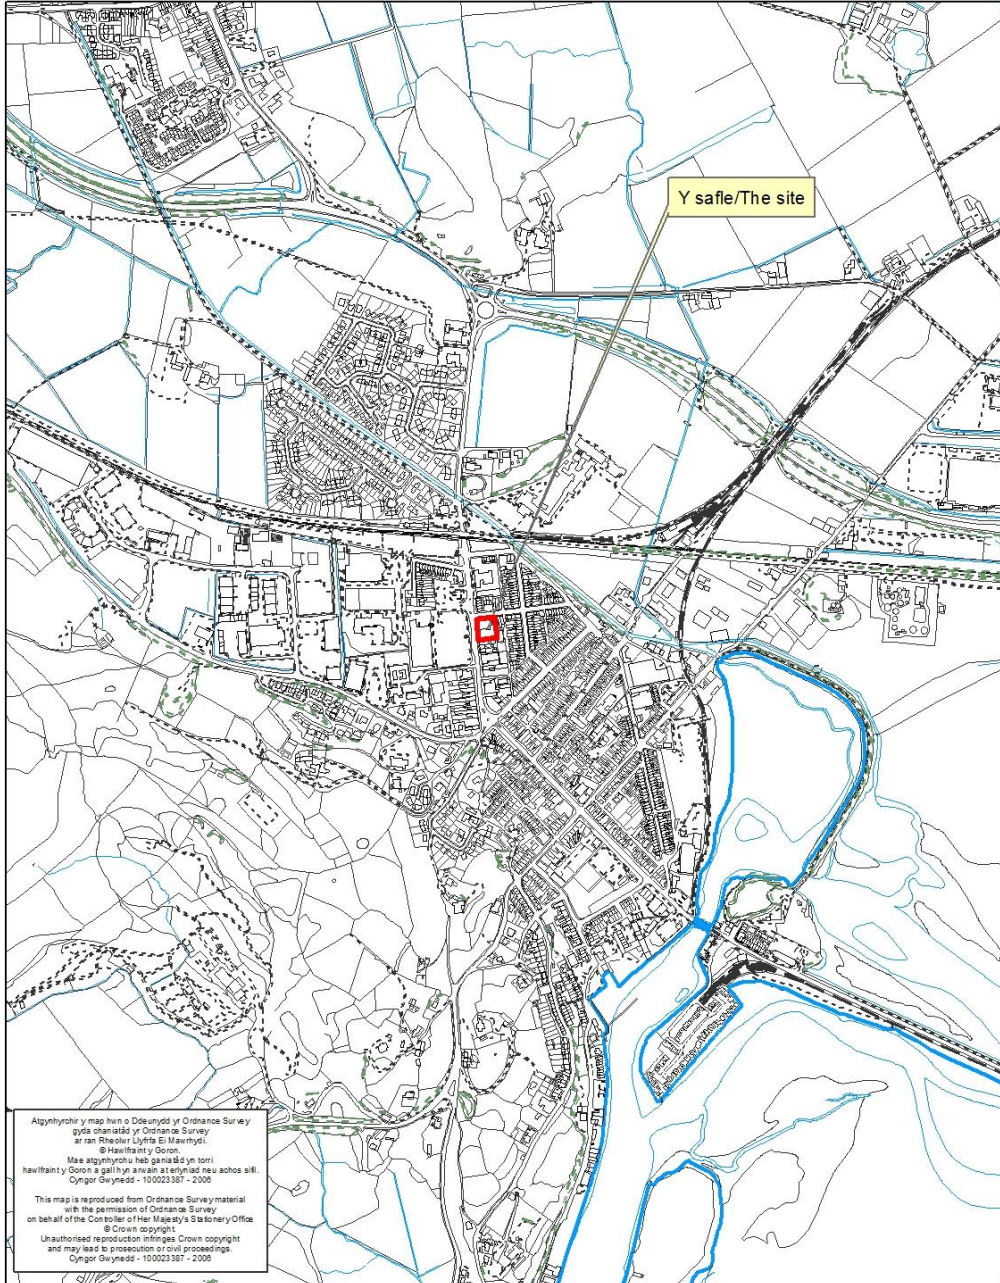 Y safle/The site
Atgynhyrchir y map hwn o Ddeunydd yr Ordnance Survey
gyda chaniatâd yr Ordnance Survey
ar ran Rheolwr Llyfrfa Ei Mawrhydi.
© Hawlfraint y Goron.
Mae atgynhyrchu heb ganiatâd yn torri
hawlfraint y Goron a gall hyn arwain at erlyniad neu achos sifil.
Cyngor Gwynedd - 100023387 - 2006
This map is reproduced from Ordnance Survey material
with the permission of Ordnance Survey
on behalf of the Controller of Her Majesty's Stationery Office
© Crown copyright.
Unauthorised reproduction infringes Crown copyright
and may lead to prosecution or civil proceedings.
Cyngor Gwynedd - 100023387 - 2006